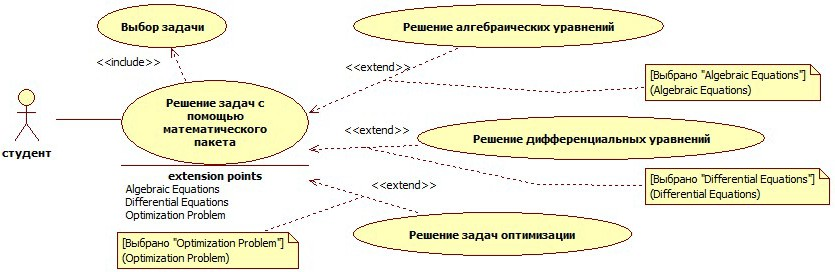 Выбор задачи
Решение алгебраических уравнений
<<include>>
<<extend>>
[Выбрано "Algebraic Equations"]
(Algebraic Equations)
Решение задач с
помощью
математического
пакета
студент
<<extend>>
Решение дифференциальных уравнений
extension points
Algebraic Equations
Differential Equations
Optimization Problem
<<extend>>
[Выбрано "Differential Equations"]
(Differential Equations)
[Выбрано "Optimization Problem"]
(Optimization Problem)
Решение задач оптимизации